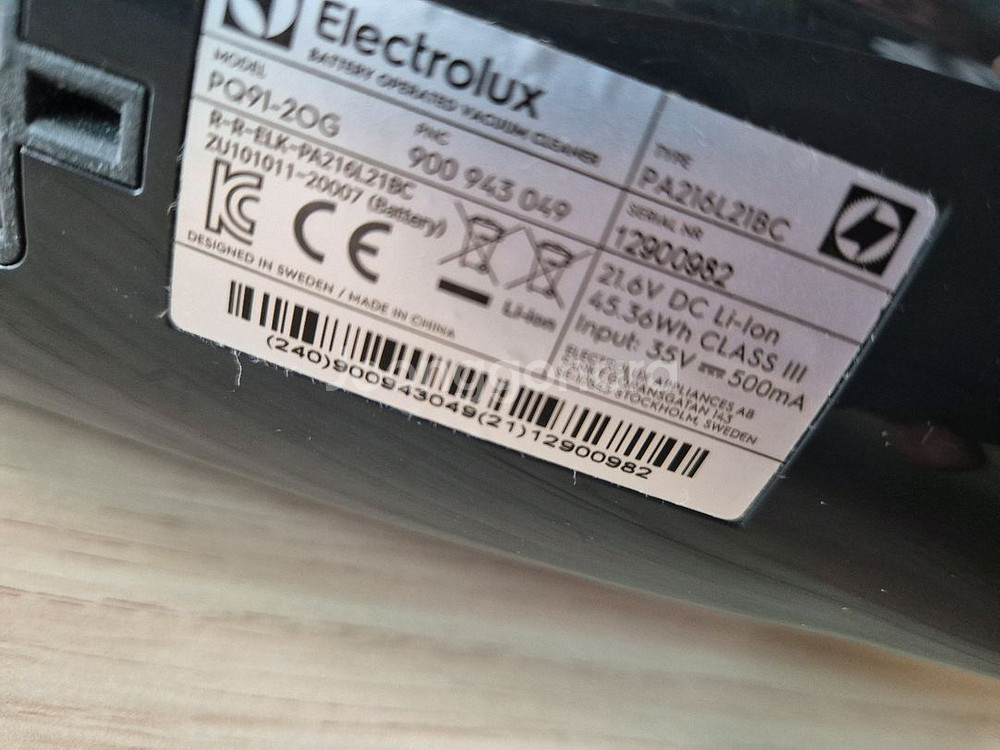 Electrolux
BATTERY OPERATED VACUUM CLEANER
MODEL
PQ91-2OG
PNC
900 943 049
TYPE
PA216L21BC
SERIAL NR
12900982
R-R-ELK-PA216L21BC
ZU101011-20007 (Battery)
21.6V DC Li-Ion
45.36Wh CLASS III
Input: 35V 500mA
CE
Li-Ion
DESIGNED IN SWEDEN / MADE IN CHINA
APPLIANCES AB
STOCKHOLM, SWEDEN
(240)900943049(21)12900982